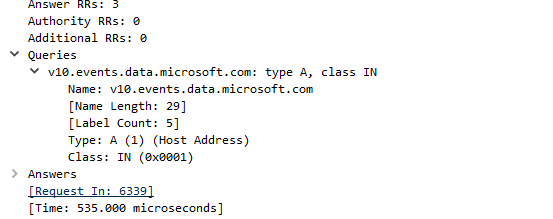 Answer RRs: 3
Authority RRs: 0
Additional RRs: 0
Queries
v10.events.data.microsoft.com: type A, class IN
Name: v10.events.data.microsoft.com
[Name Length: 29]
[Label Count: 5]
Type: A (1) (Host Address)
Class: IN (0x0001)
Answers
[Request In: 6339]
[Time: 535.000 microseconds]